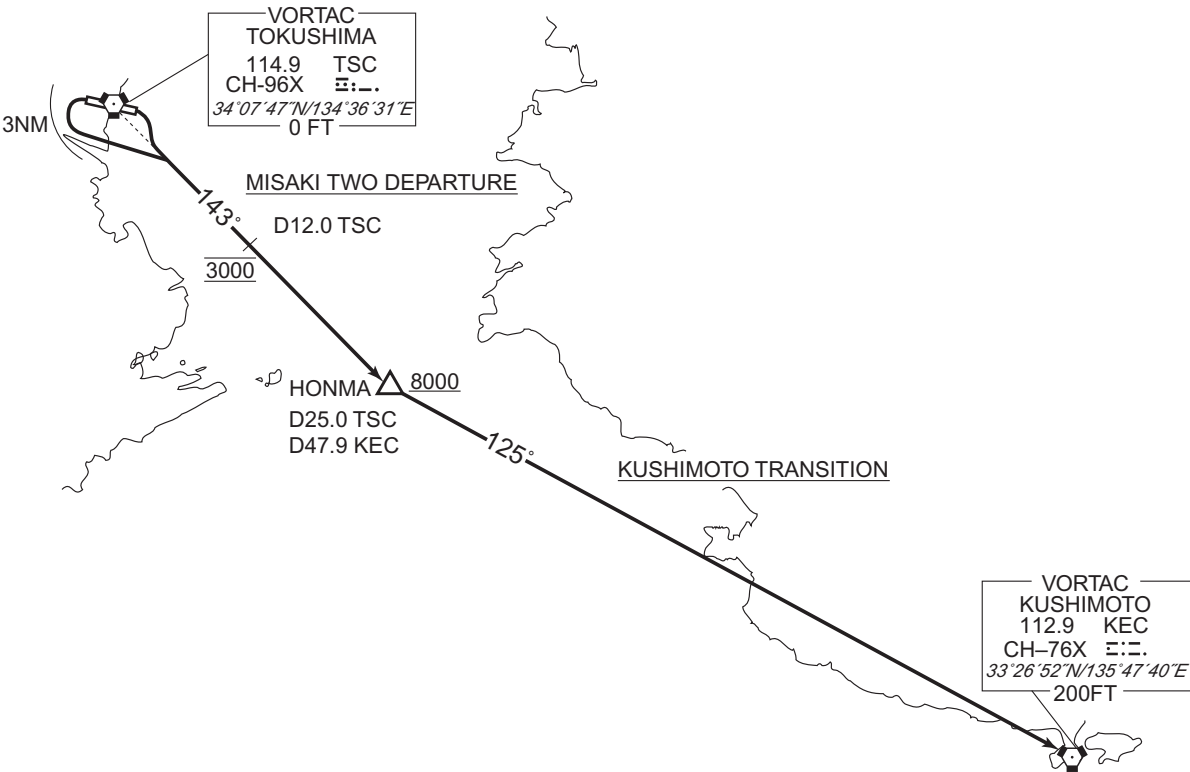 VORTAC
TOKUSHIMA
114.9 TSC
CH-96X
34°07´47˝N/134°36´31˝E
0 FT
3NM
MISAKI TWO DEPARTURE
143°
D12.0 TSC
3000
HONMA
8000
D25.0 TSC
D47.9 KEC
125°
KUSHIMOTO TRANSITION
VORTAC
KUSHIMOTO
112.9 KEC
CH–76X
33°26´52˝N/135°47´40˝E
200FT